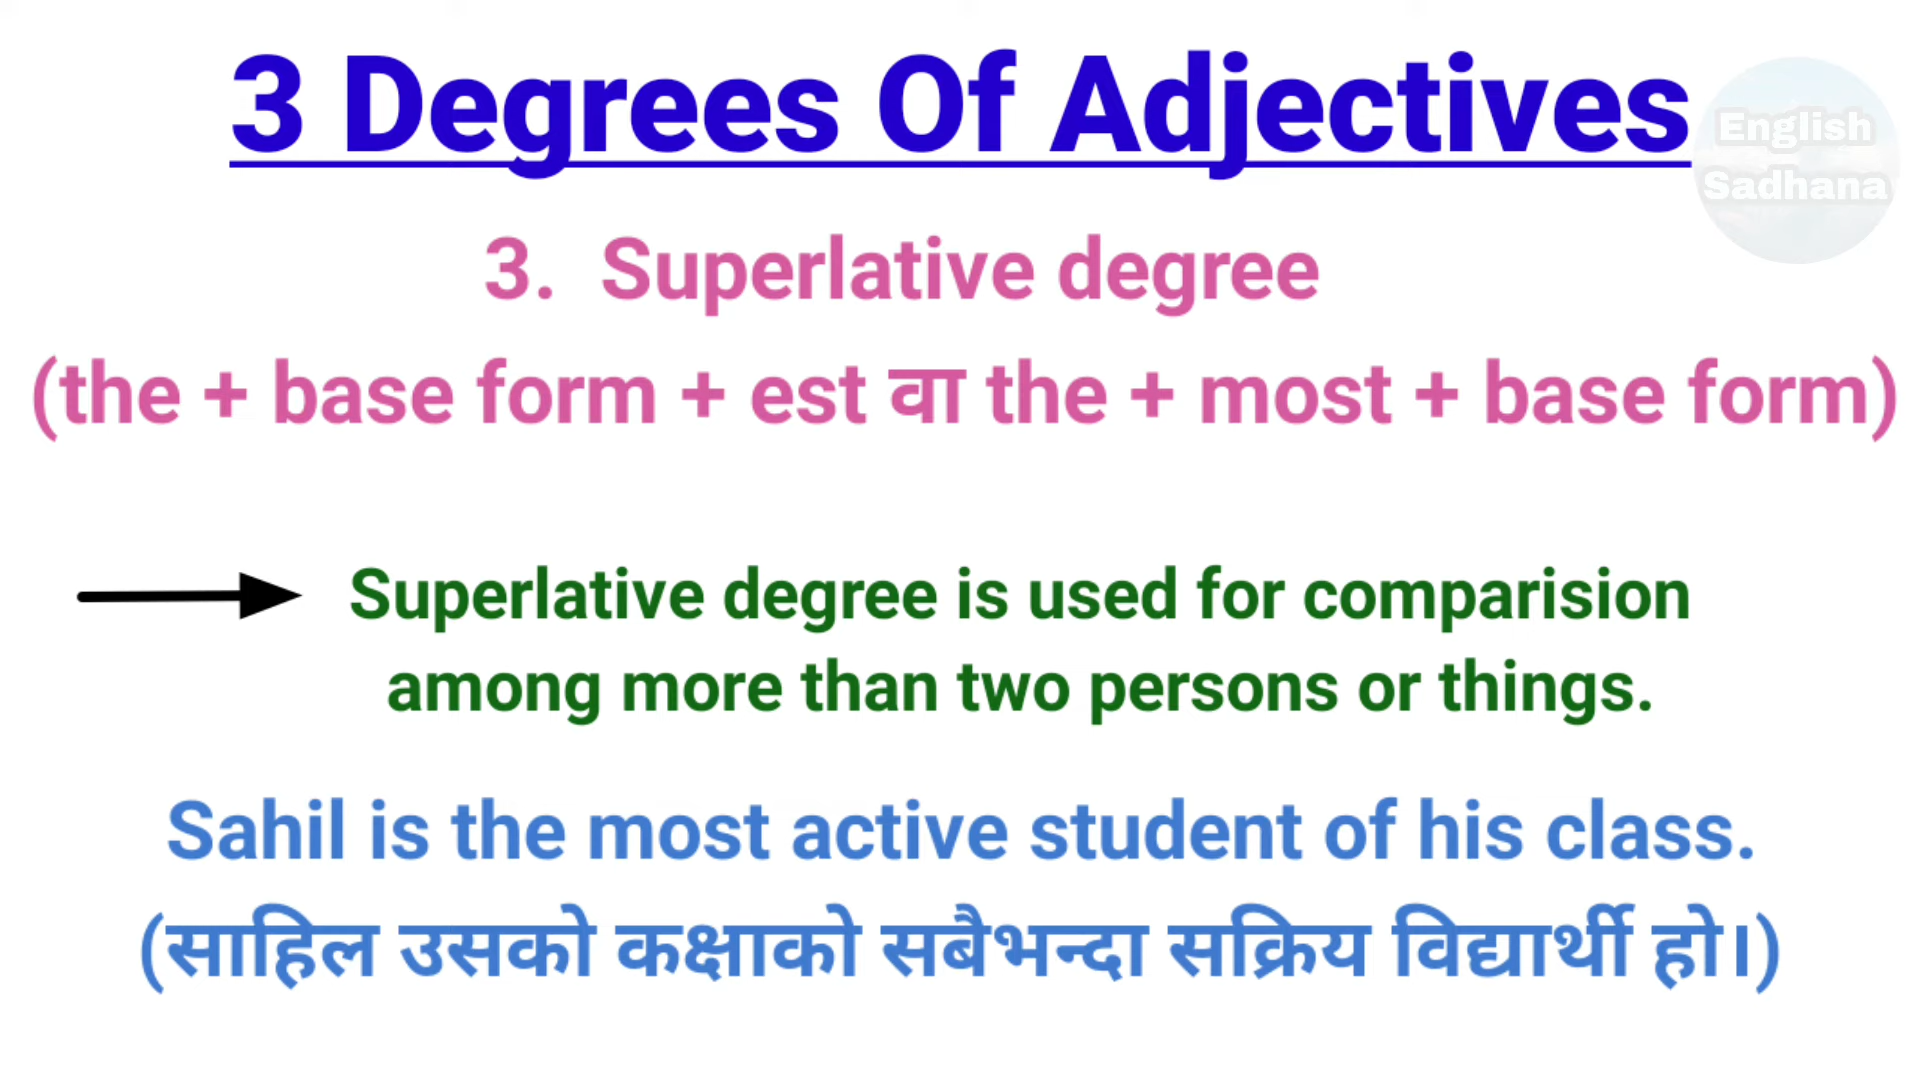 3 Degrees Of Adjectives
English
Sadhana
3. Superlative degree
(the + base form + est वा the + most + base form)
Superlative degree is used for comparision
among more than two persons or things.
Sahil is the most active student of his class.
(साहिल उसको कक्षाको सबैभन्दा सक्रिय विद्यार्थी हो।)